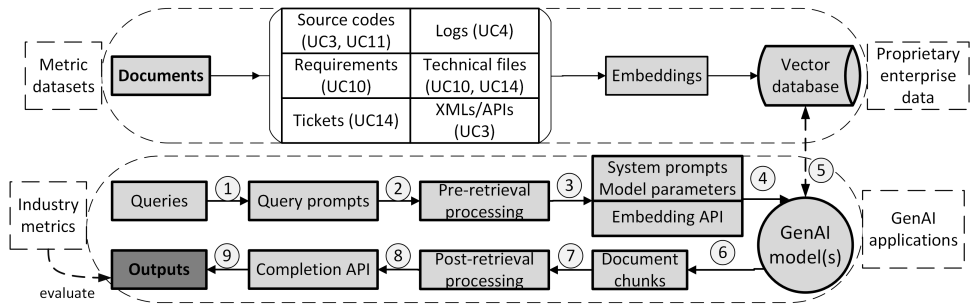 Metric
datasets
Documents
Source codes
(UC3, UC11)
Logs (UC4)
Requirements
(UC10)
Technical files
(UC10, UC14)
Tickets (UC14)
XMLs/APIs
(UC3)
Embeddings
Vector
database
Proprietary
enterprise
data
Industry
metrics
Queries
1
Query prompts
2
Pre-retrieval
processing
3
System prompts
Model parameters
Embedding API
4
5
GenAI
model(s)
GenAI
applications
6
Document
chunks
7
Post-retrieval
processing
8
Completion API
9
Outputs
evaluate